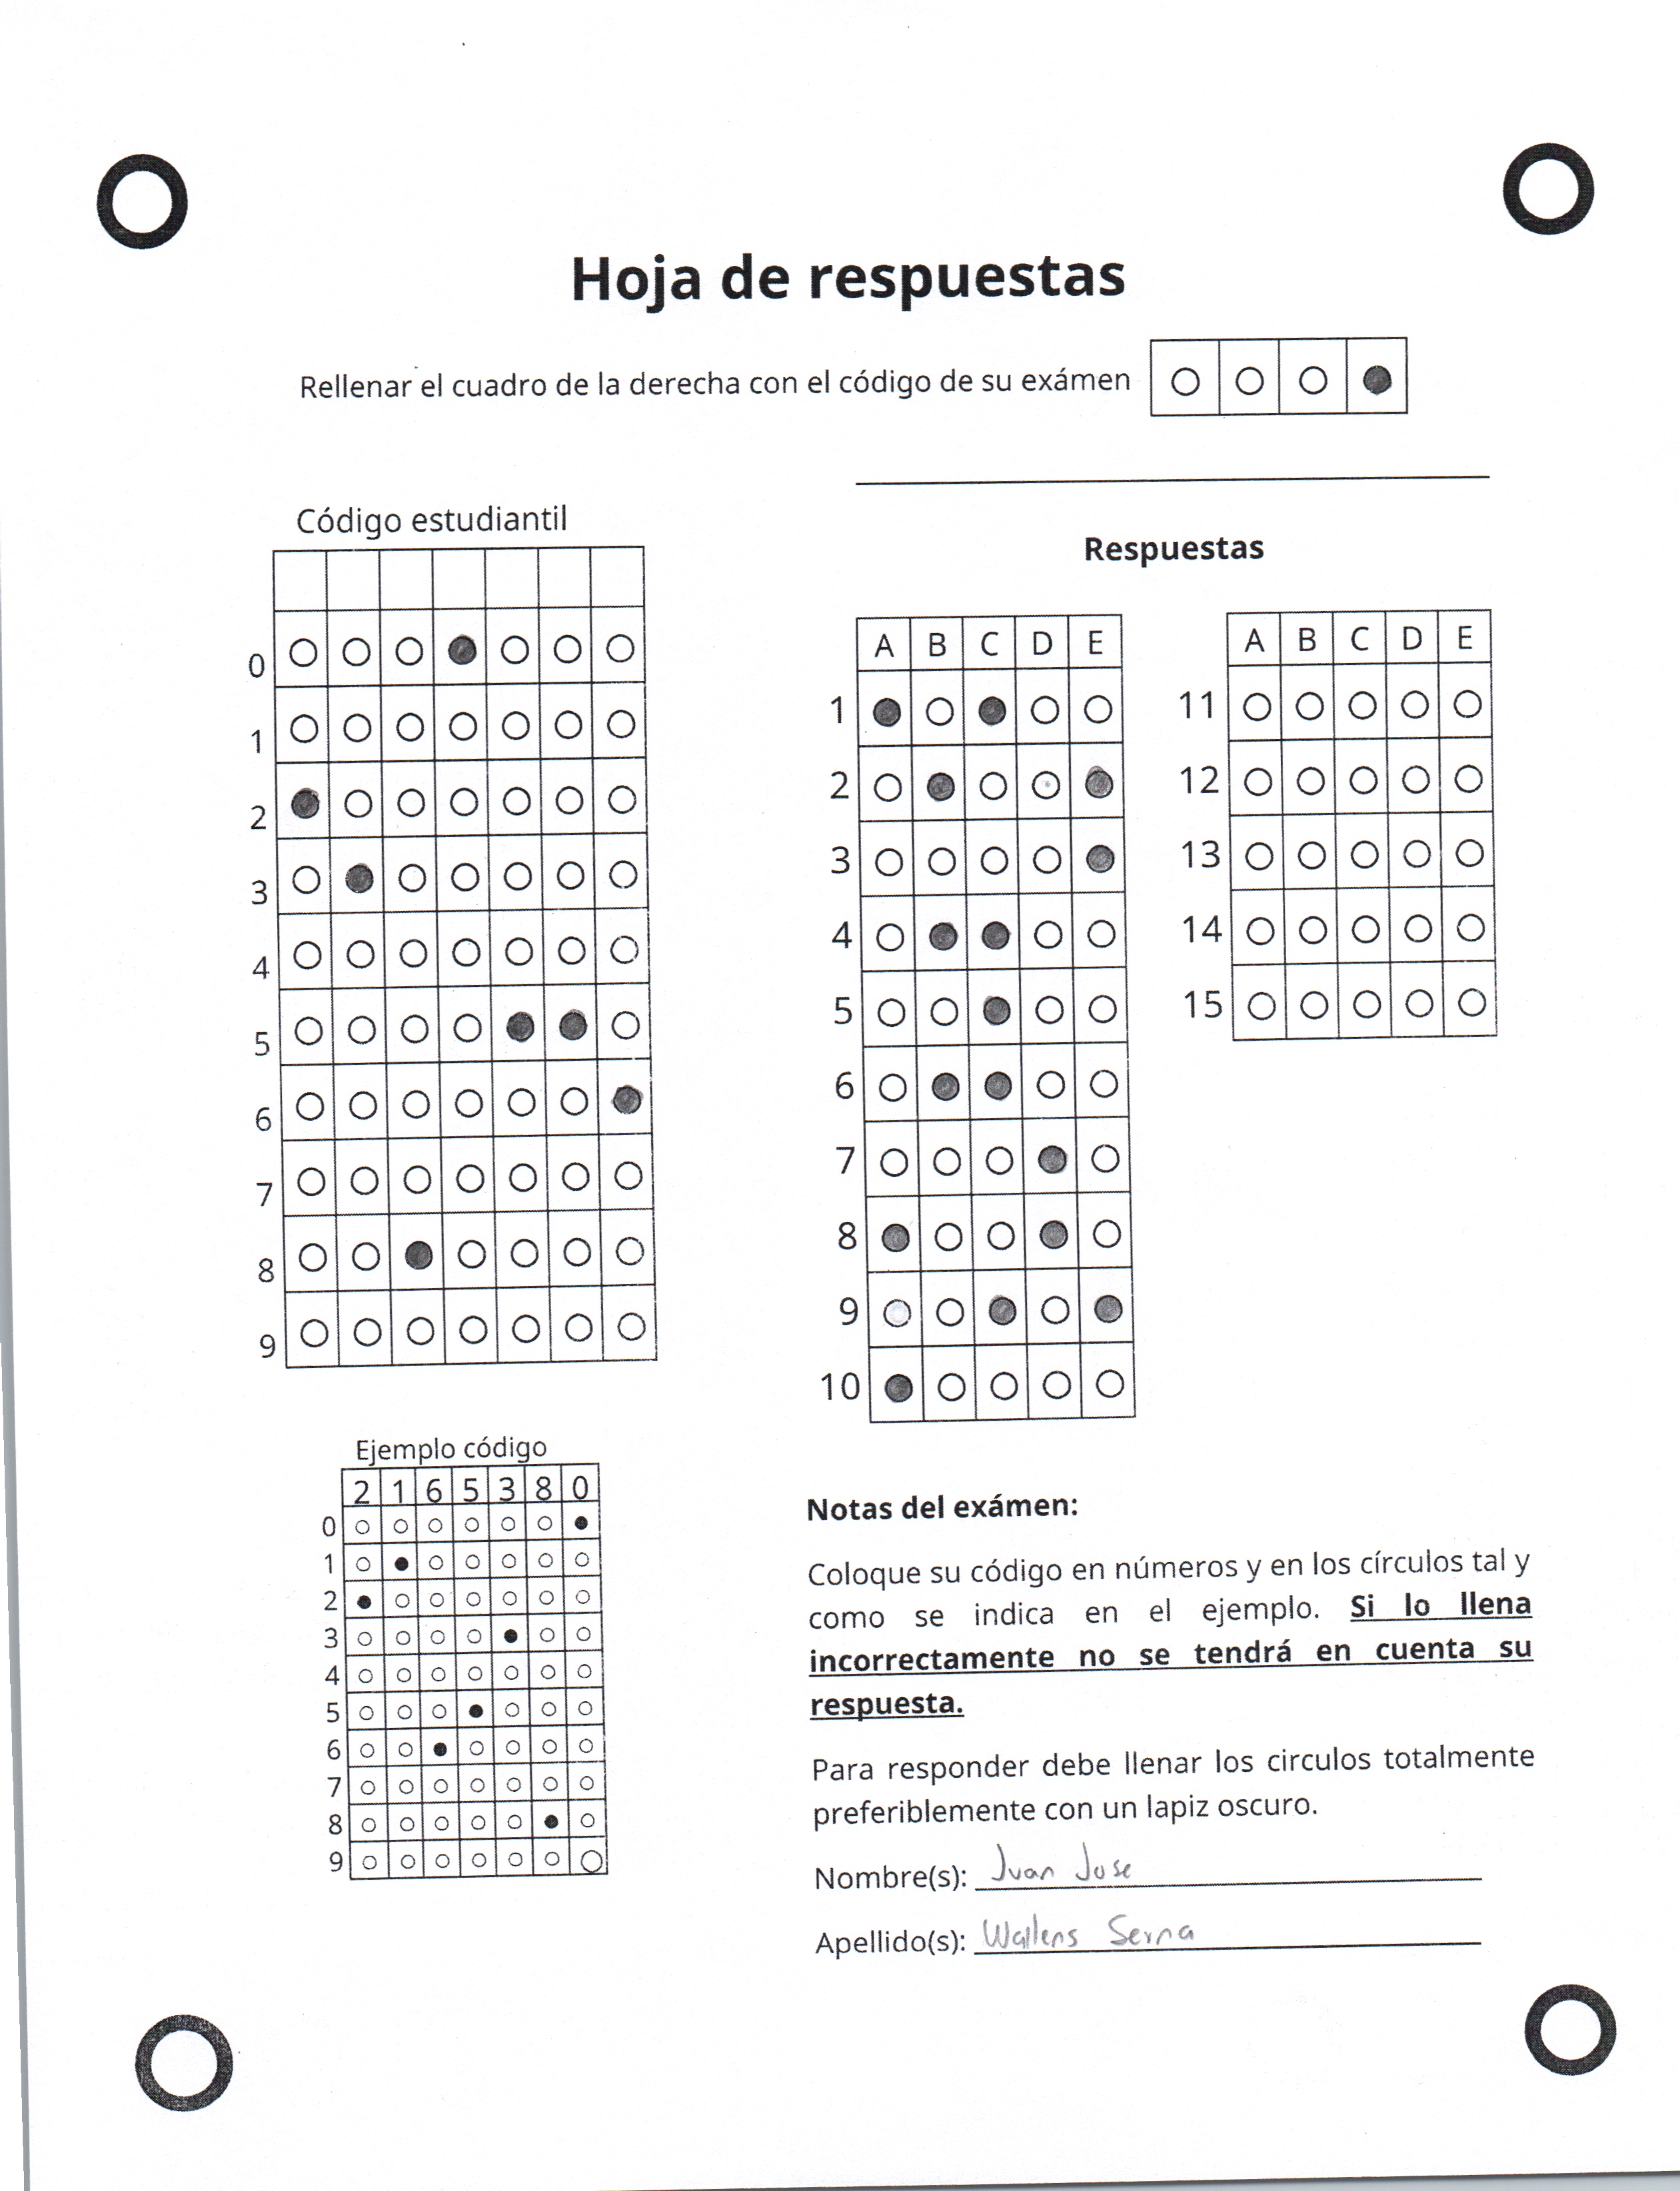 Hoja de respuestas
Rellenar el cuadro de la derecha con el código de su exámen
Código estudiantil
0
1
2
3
4
5
6
7
8
9
Respuestas
A B C D E
1
2
3
4
5
6
7
8
9
10
A B C D E
11
12
13
14
15
Ejemplo código
2 1 6 5 3 8 0
0
1
2
3
4
5
6
7
8
9
Notas del exámen:
Coloque su código en números y en los círculos tal y
como se indica en el ejemplo. Si lo llena
incorrectamente no se tendrá en cuenta su
respuesta.
Para responder debe llenar los circulos totalmente
preferiblemente con un lapiz oscuro.
Nombre(s): Juan Jose
Apellido(s): Wallens Serna